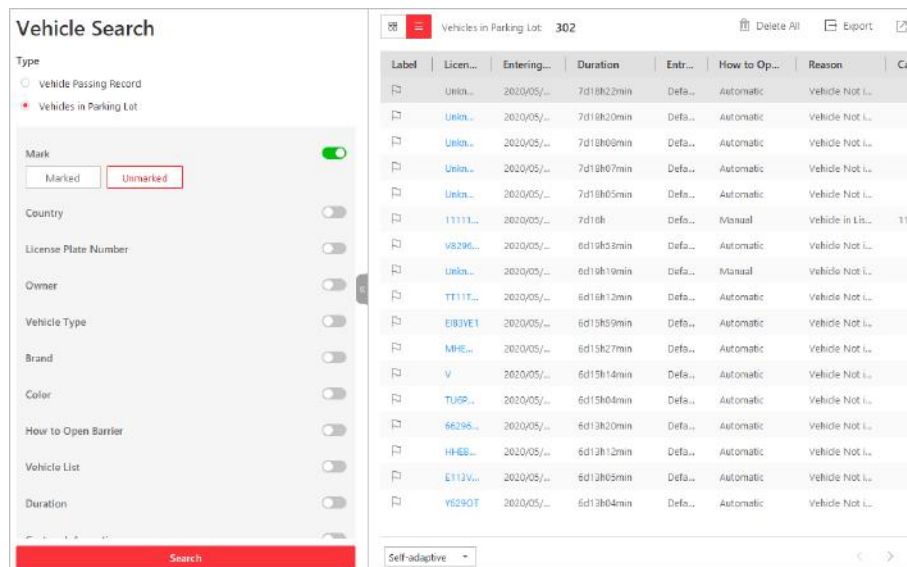 Vehicle Search
Type
Vehicle Passing Record
Vehicles in Parking Lot
Mark
Marked Unmarked
Country
License Plate Number
Owner
Vehicle Type
Brand
Color
How to Open Barrier
Vehicle List
Duration
Search
Vehicles in Parking Lot: 302 Delete All Export
Label Licen... Entering... Duration Entr... How to Op... Reason Ca
Unkn... 2020/05/... 7d18h22min Defa... Automatic Vehicle Not i...
Unkn... 2020/05/... 7d18h20min Defa... Automatic Vehicle Not i...
Unkn... 2020/05/... 7d18h08min Defa... Automatic Vehicle Not i...
Unkn... 2020/05/... 7d18h07min Defa... Automatic Vehicle Not i...
Unkn... 2020/05/... 7d18h05min Defa... Automatic Vehicle Not i...
11111... 2020/05/... 7d16h Defa... Manual Vehicle in Lis... 11
V8296... 2020/05/... 6d19h53min Defa... Automatic Vehicle Not i...
Unkn... 2020/05/... 6d19h19min Defa... Manual Vehicle Not i...
TT11T... 2020/05/... 6d16h12min Defa... Automatic Vehicle Not i...
EI83YE1 2020/05/... 6d15h59min Defa... Automatic Vehicle Not i...
MHE... 2020/05/... 6d15h27min Defa... Automatic Vehicle Not i...
V 2020/05/... 6d15h14min Defa... Automatic Vehicle Not i...
TU6P... 2020/05/... 6d15h04min Defa... Automatic Vehicle Not i...
66296... 2020/05/... 6d13h20min Defa... Automatic Vehicle Not i...
HHEB... 2020/05/... 6d13h12min Defa... Automatic Vehicle Not i...
E113V... 2020/05/... 6d13h05min Defa... Automatic Vehicle Not i...
Y629OT 2020/05/... 6d13h04min Defa... Automatic Vehicle Not i...
Self-adaptive